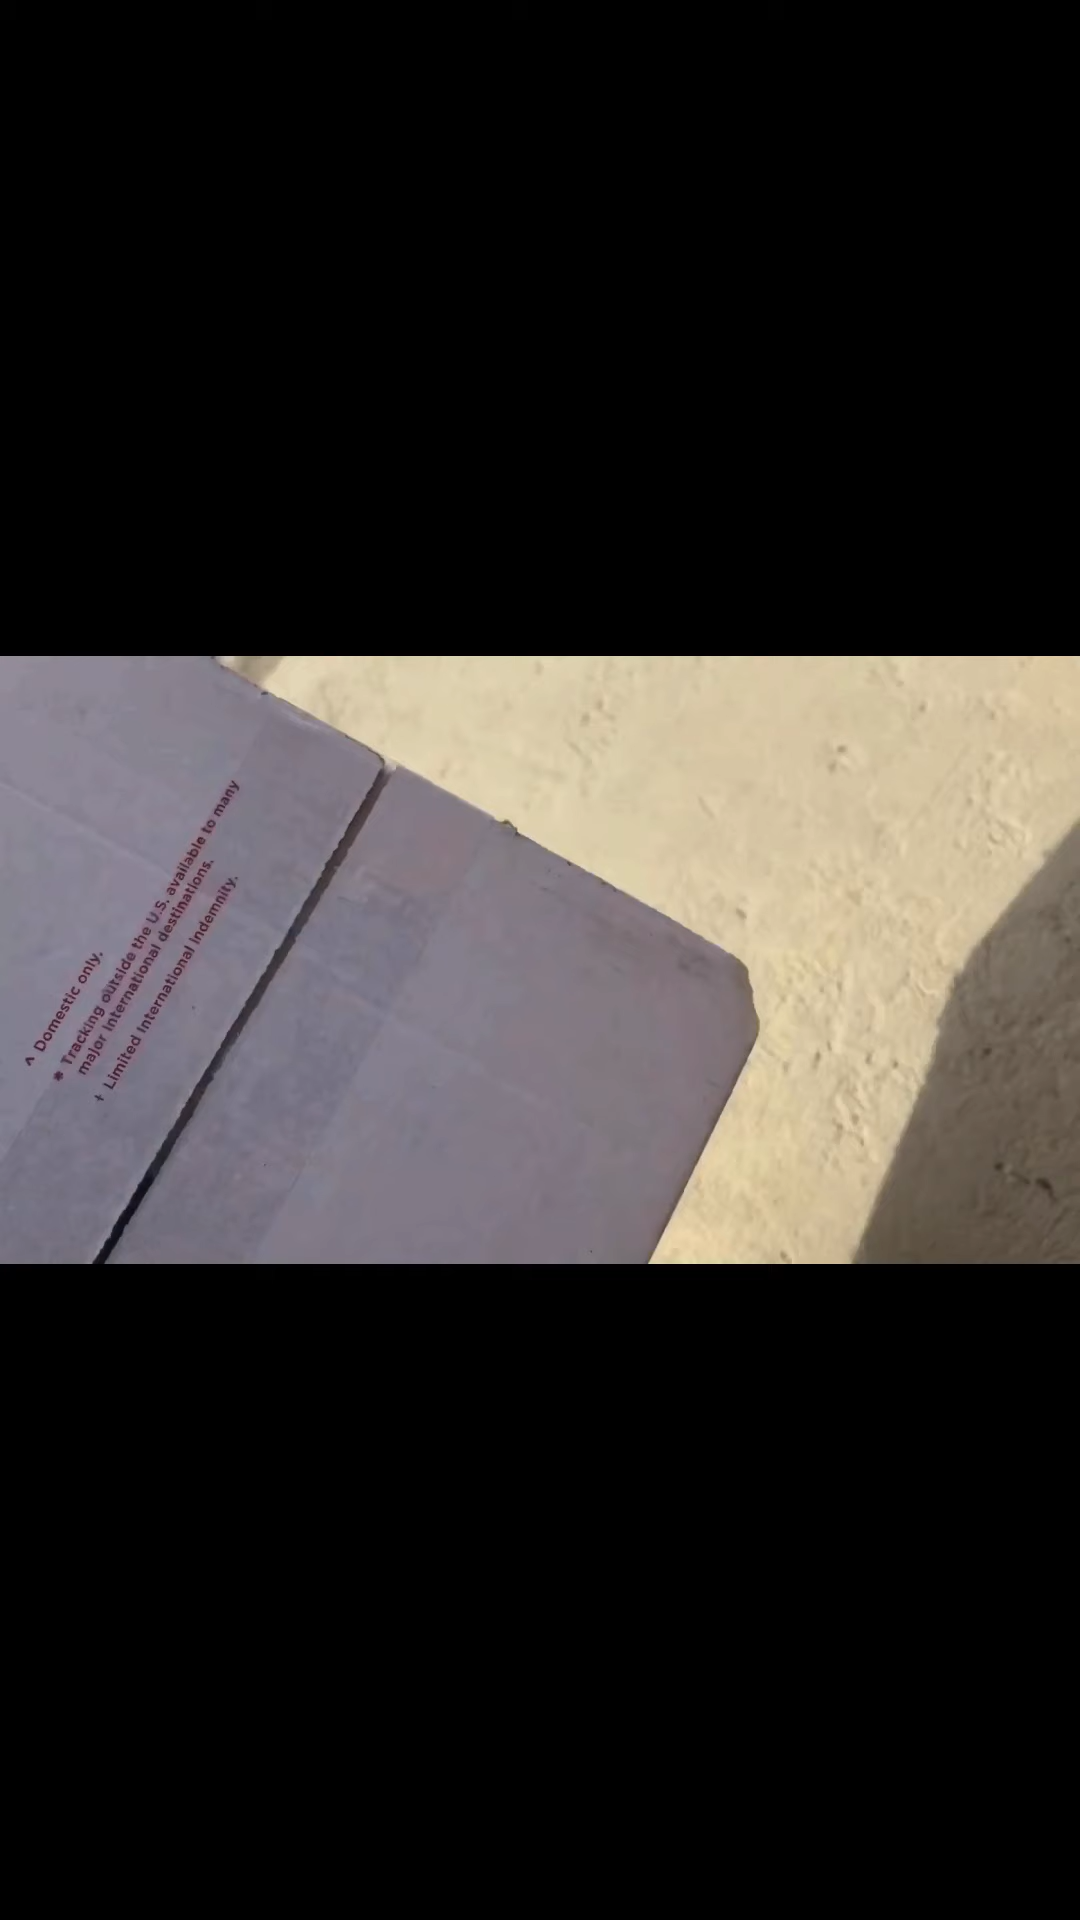 ^ Domestic only.
* Tracking outside the U.S. available to many
major International destinations.
+ Limited International indemnity.